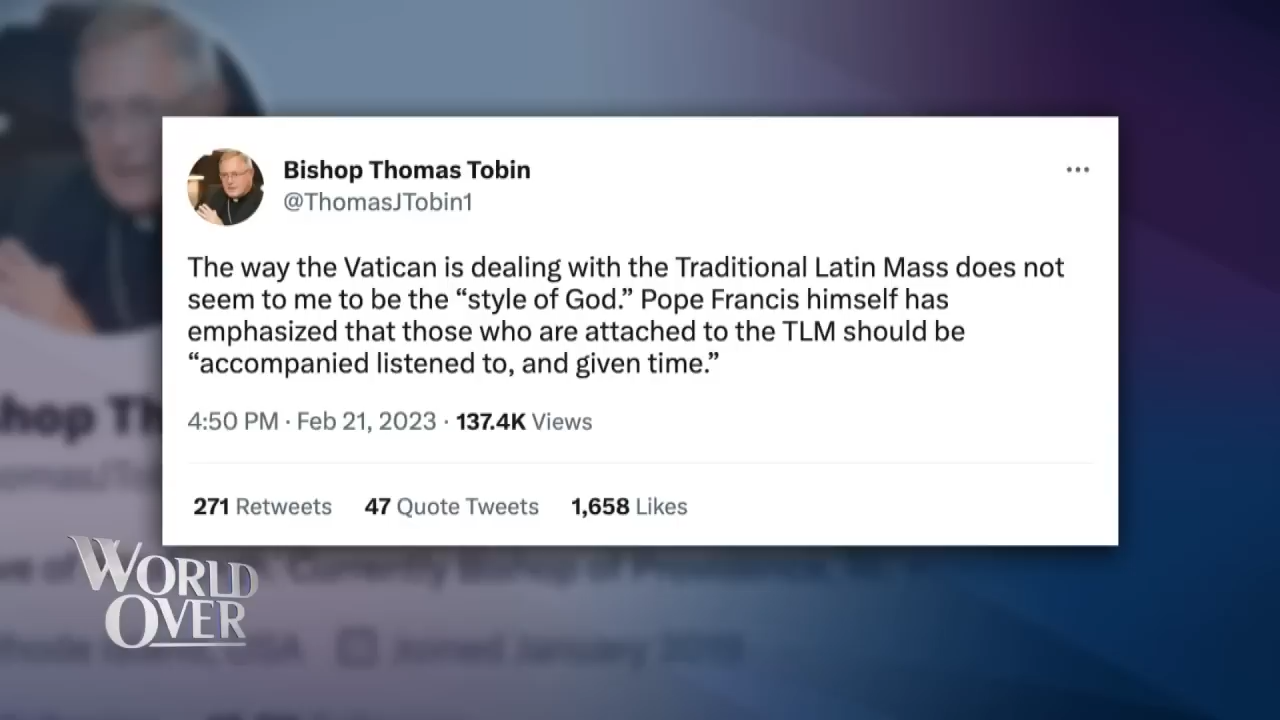 Bishop Thomas Tobin
@ThomasJTobin1
The way the Vatican is dealing with the Traditional Latin Mass does not
seem to me to be the “style of God.” Pope Francis himself has
emphasized that those who are attached to the TLM should be
“accompanied listened to, and given time.”
4:50 PM · Feb 21, 2023 · 137.4K Views
271 Retweets 47 Quote Tweets 1,658 Likes
WORLD
OVER
Joined January 2019